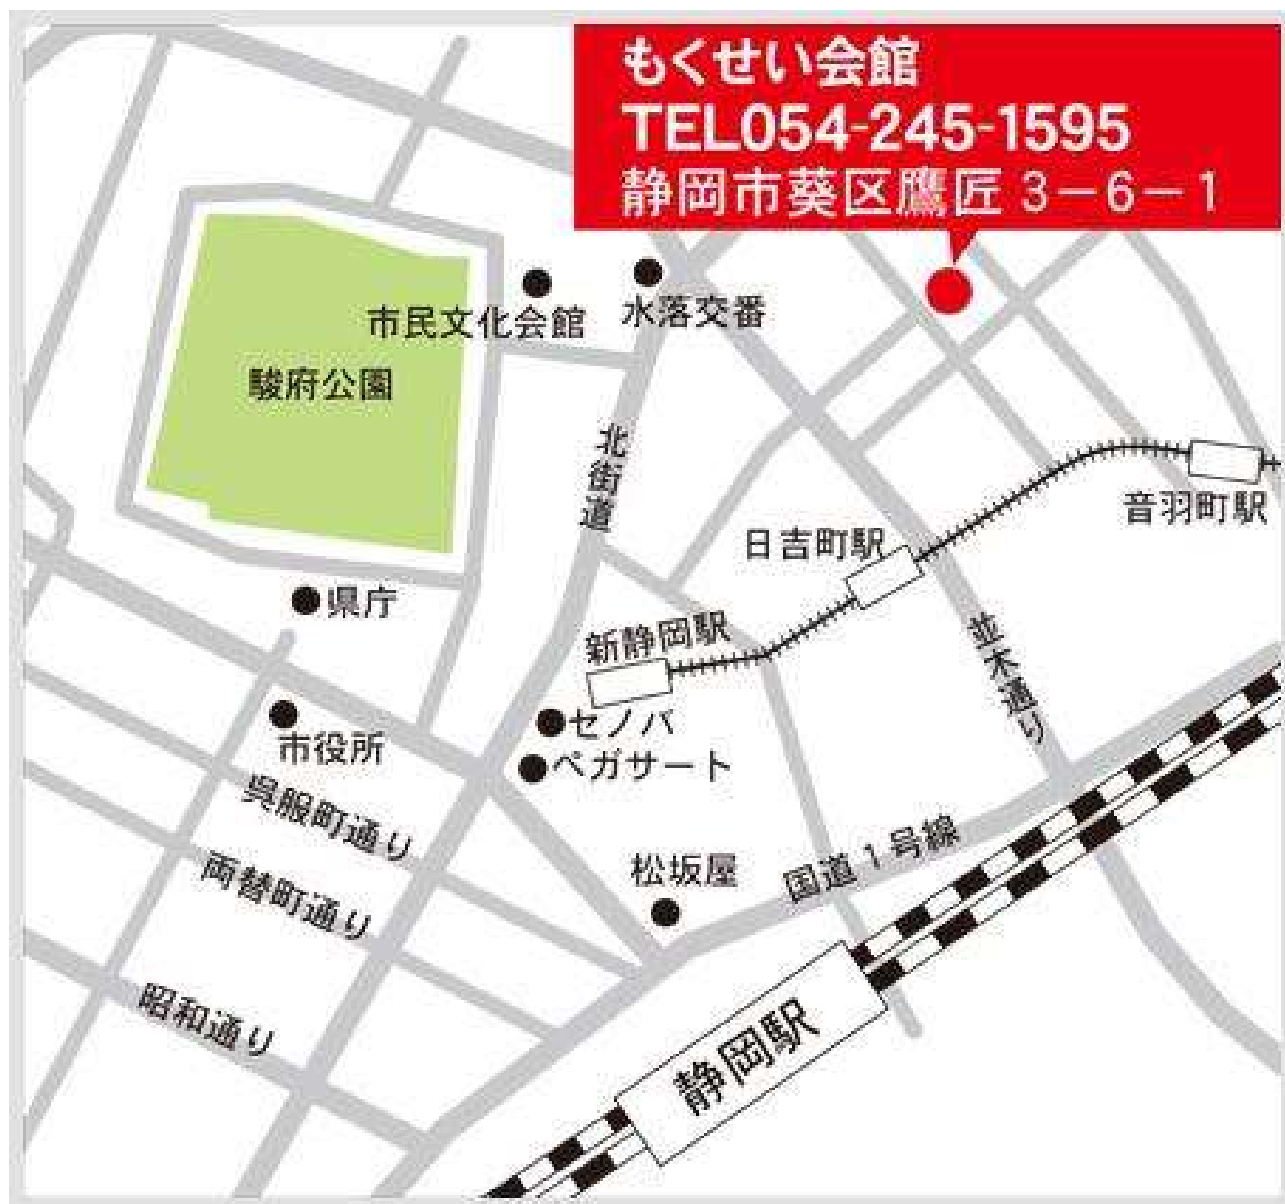 もくせい会館
TEL054-245-1595
静岡市葵区鷹匠3－6－1
市民文化会館
水落交番
駿府公園
北街道
音羽町駅
日吉町駅
県庁
新静岡駅
並木通り
セノバ
市役所
ペガサート
呉服町通り
両替町通り
松坂屋
国道1号線
昭和通り
静岡駅